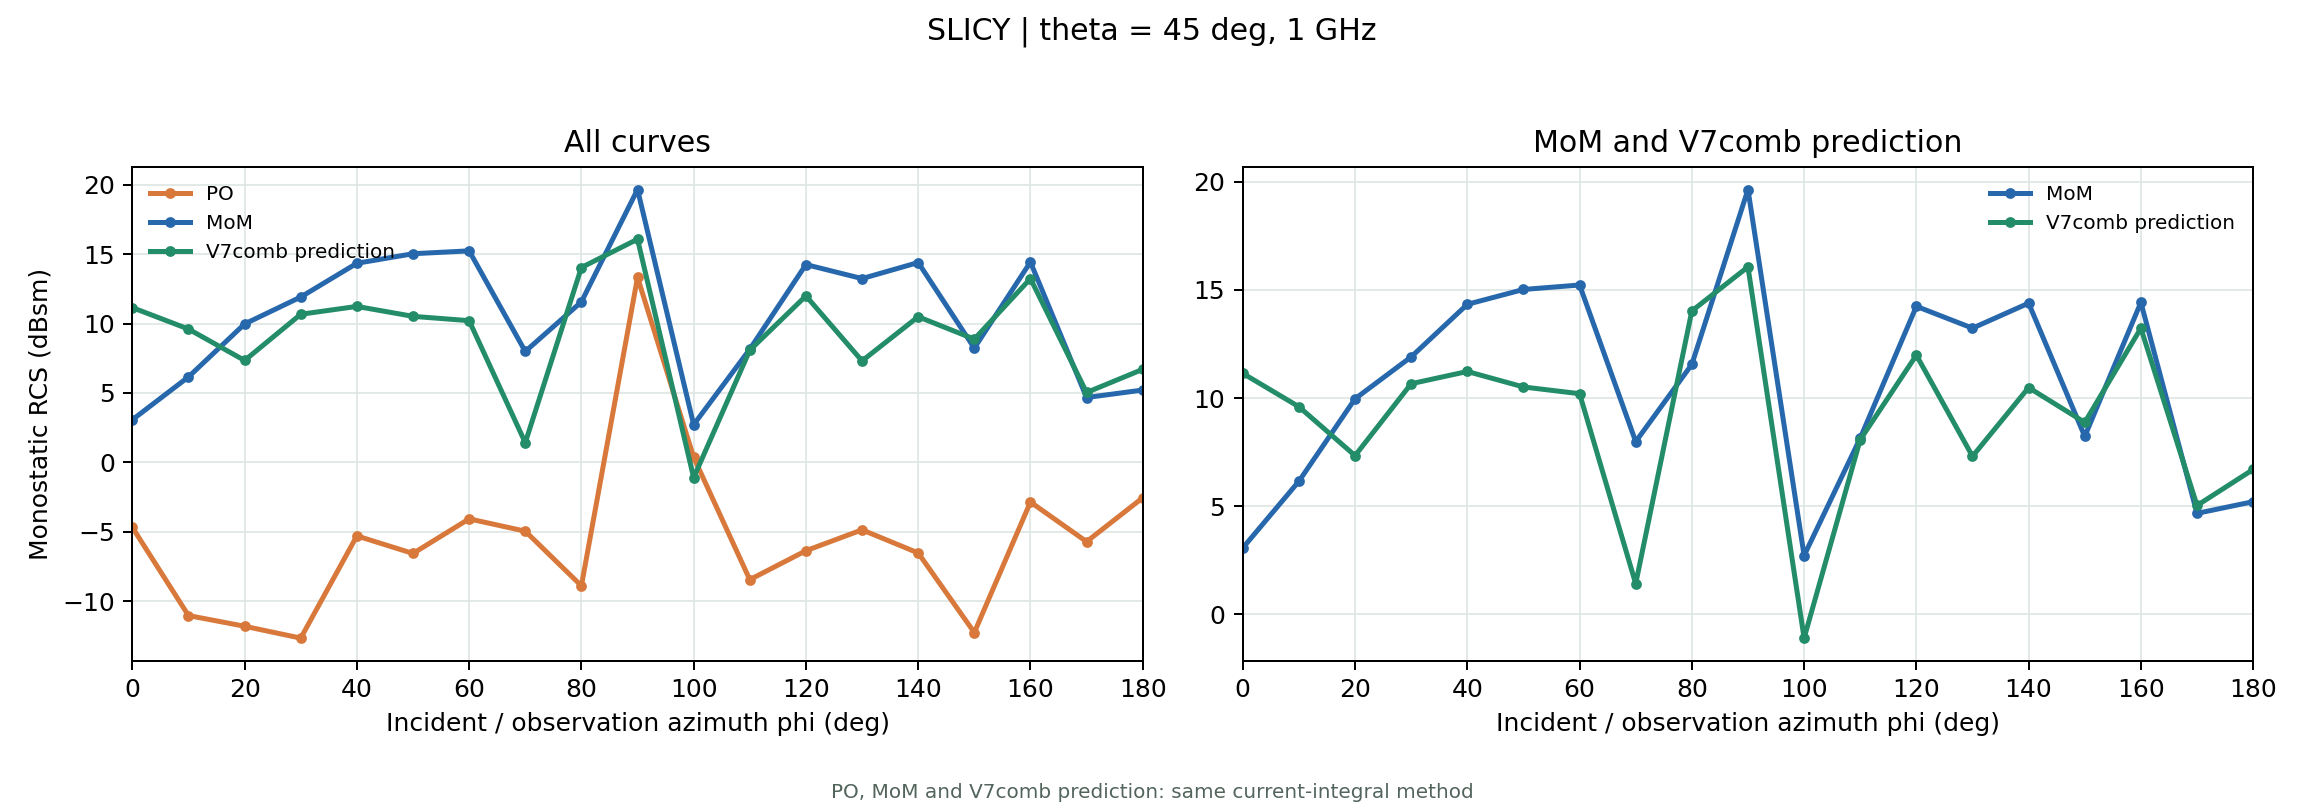 SLICY | theta = 45 deg, 1 GHz
All curves
PO
MoM
V7comb prediction
Monostatic RCS (dBsm)
20
15
10
5
0
−5
−10
0 20 40 60 80 100 120 140 160 180
Incident / observation azimuth phi (deg)
MoM and V7comb prediction
MoM
V7comb prediction
20
15
10
5
0
0 20 40 60 80 100 120 140 160 180
Incident / observation azimuth phi (deg)
PO, MoM and V7comb prediction: same current-integral method